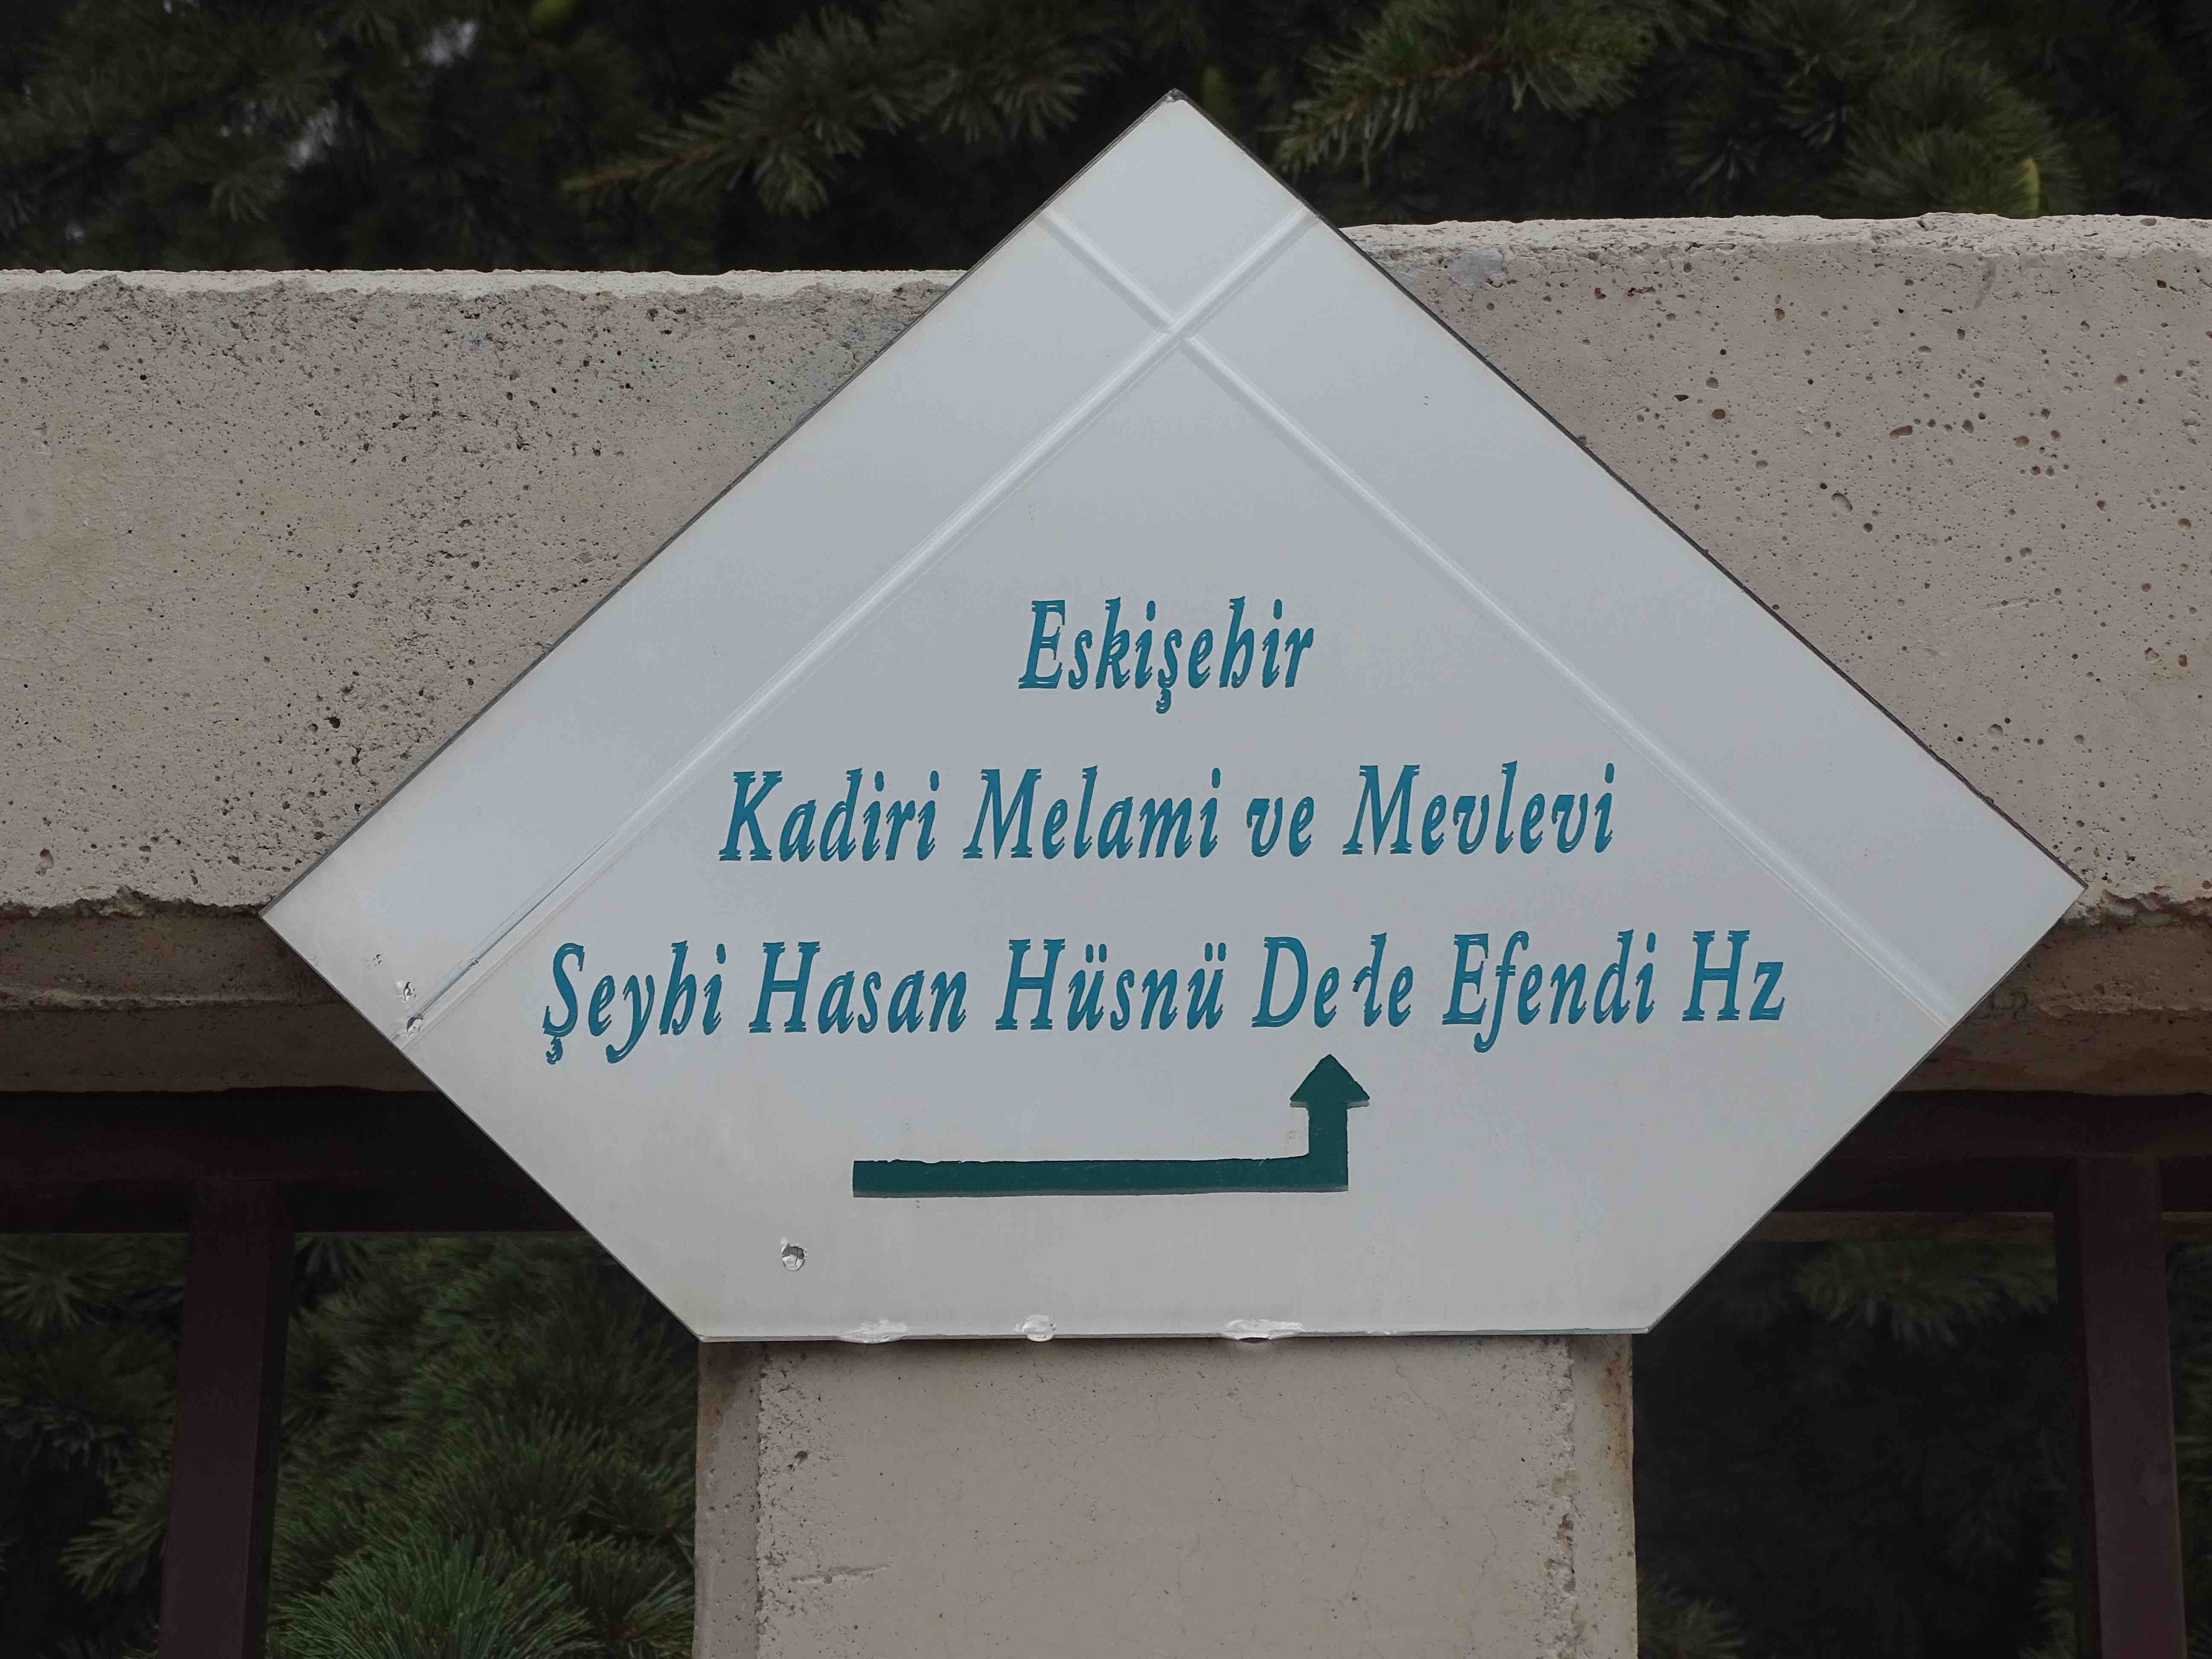 Eskişehir
Kadiri Melami ve Mevlevi
Şeyhi Hasan Hüsnü Dede Efendi Hz